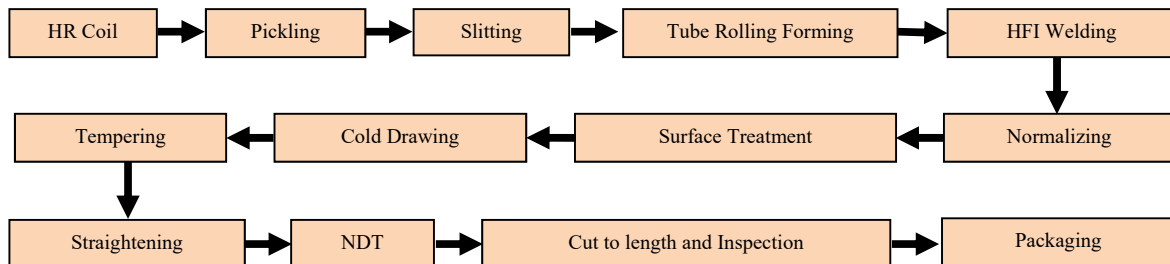 HR Coil
Pickling
Slitting
Tube Rolling Forming
HFI Welding
Normalizing
Surface Treatment
Cold Drawing
Tempering
Straightening
NDT
Cut to length and Inspection
Packaging